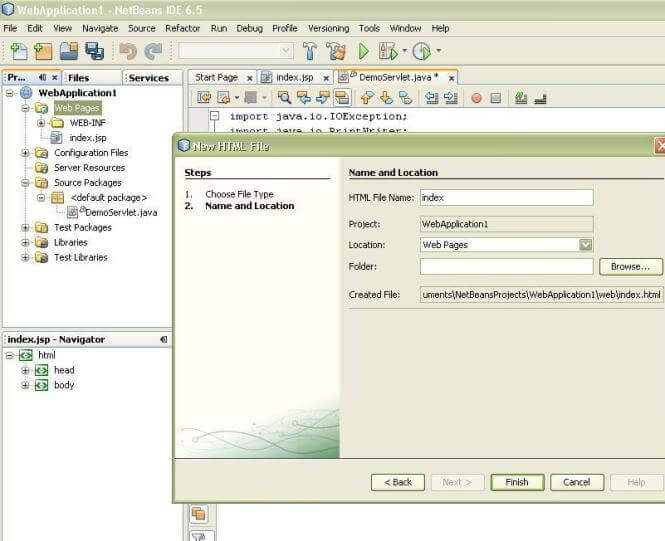 WebApplication1 - NetBeans IDE 6.5
File Edit View Navigate Source Refactor Run Debug Profile Versioning Tools Window Help
Pr... Files Services
Start Page index.jsp DemoServlet.java *
WebApplication1
Web Pages
WEB-INF
index.jsp
Configuration Files
Server Resources
Source Packages
<default package>
DemoServlet.java
Test Packages
Libraries
Test Libraries
import java.io.IOException;
import java.io.PrintWriter;
New HTML File
Steps
1. Choose File Type
2. Name and Location
Name and Location
HTML File Name: index
Project: WebApplication1
Location: Web Pages
Folder: Browse...
Created File: uments\NetBeansProjects\WebApplication1\web\index.html
< Back Next > Finish Cancel Help
index.jsp - Navigator
html
head
body